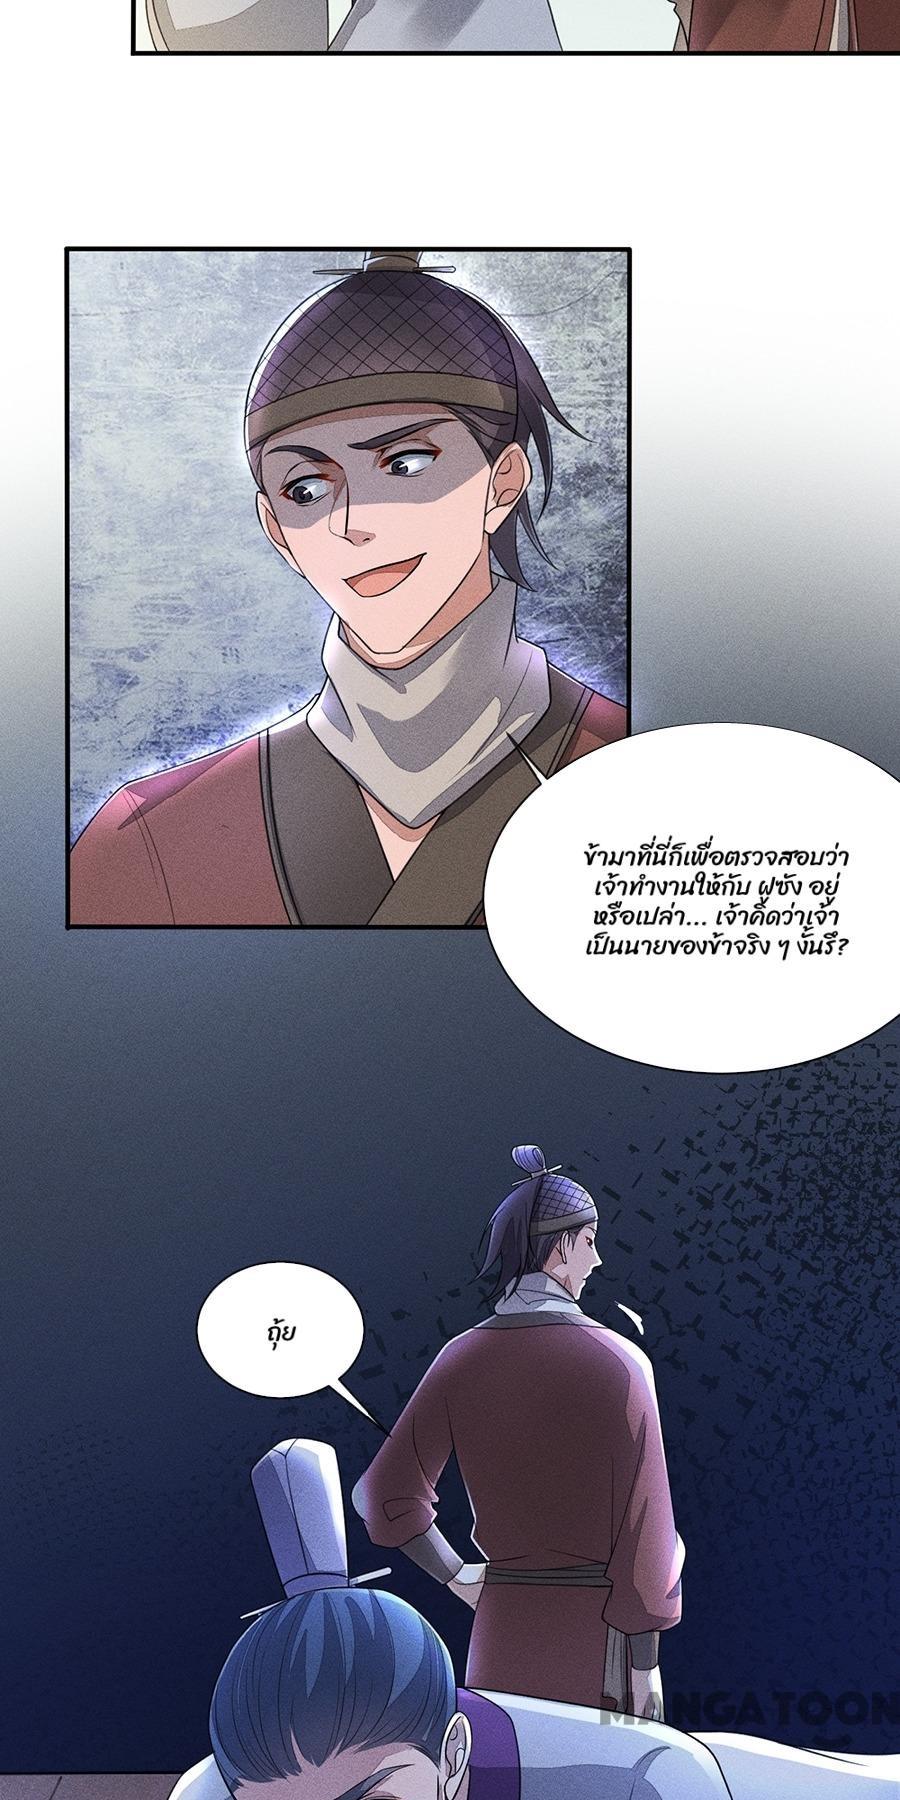 ข้ามาที่นี่ก็เพื่อตรวจสอบว่า
เจ้าทำงานให้กับ ฝูซัง อยู่
หรือเปล่า... เจ้าคิดว่าเจ้า
เป็นนายของข้าจริง ๆ งั้นรึ?
ถุ้ย
MANGATOON